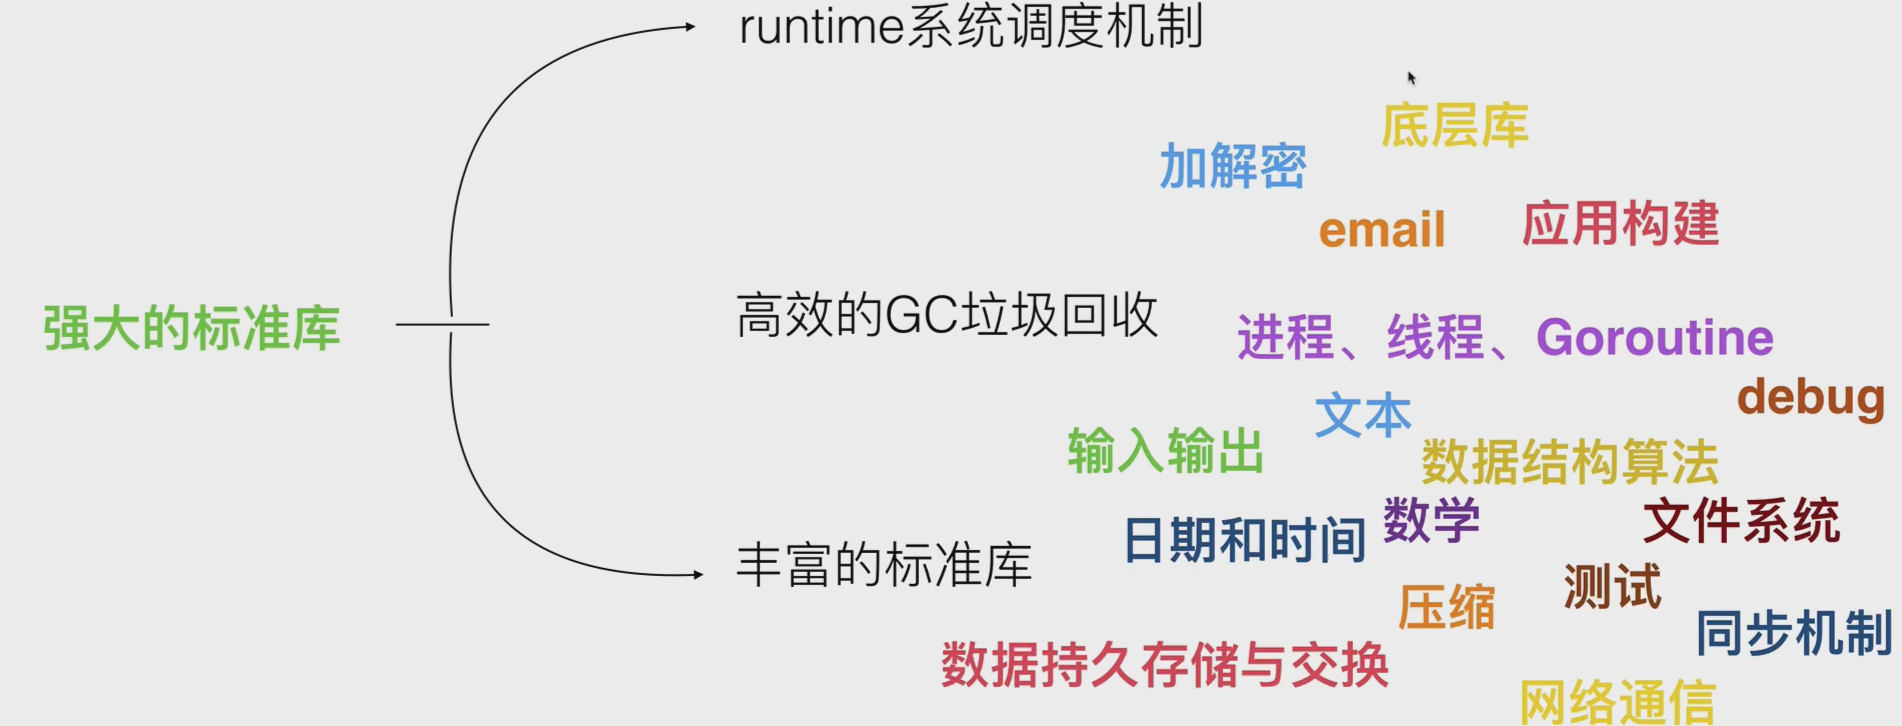 runtime系统调度机制
底层库
加解密
email
应用构建
强大的标准库
高效的GC垃圾回收
进程、线程、Goroutine
debug
文本
输入输出
数据结构算法
日期和时间
数学
文件系统
丰富的标准库
测试
压缩
同步机制
数据持久存储与交换
网络通信